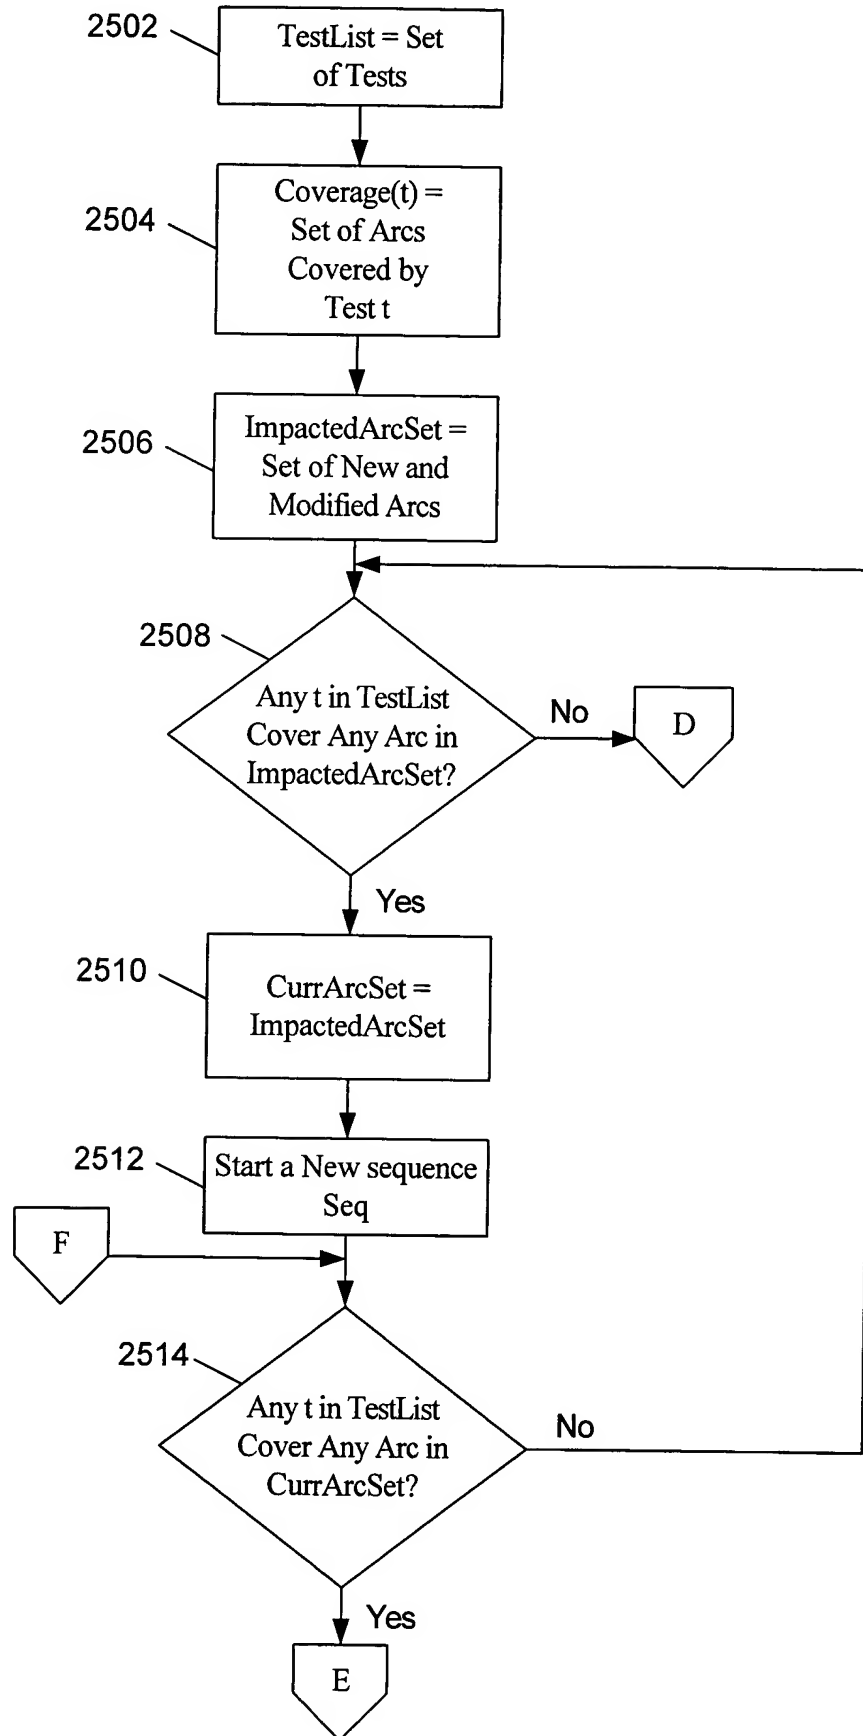 2502
TestList = Set
of Tests
2504
Coverage(t) =
Set of Arcs
Covered by
Test t
2506
ImpactedArcSet =
Set of New and
Modified Arcs
2508
Any t in TestList
Cover Any Arc in
ImpactedArcSet?
No
D
Yes
2510
CurrArcSet =
ImpactedArcSet
2512
Start a New sequence
Seq
F
2514
Any t in TestList
Cover Any Arc in
CurrArcSet?
No
Yes
E